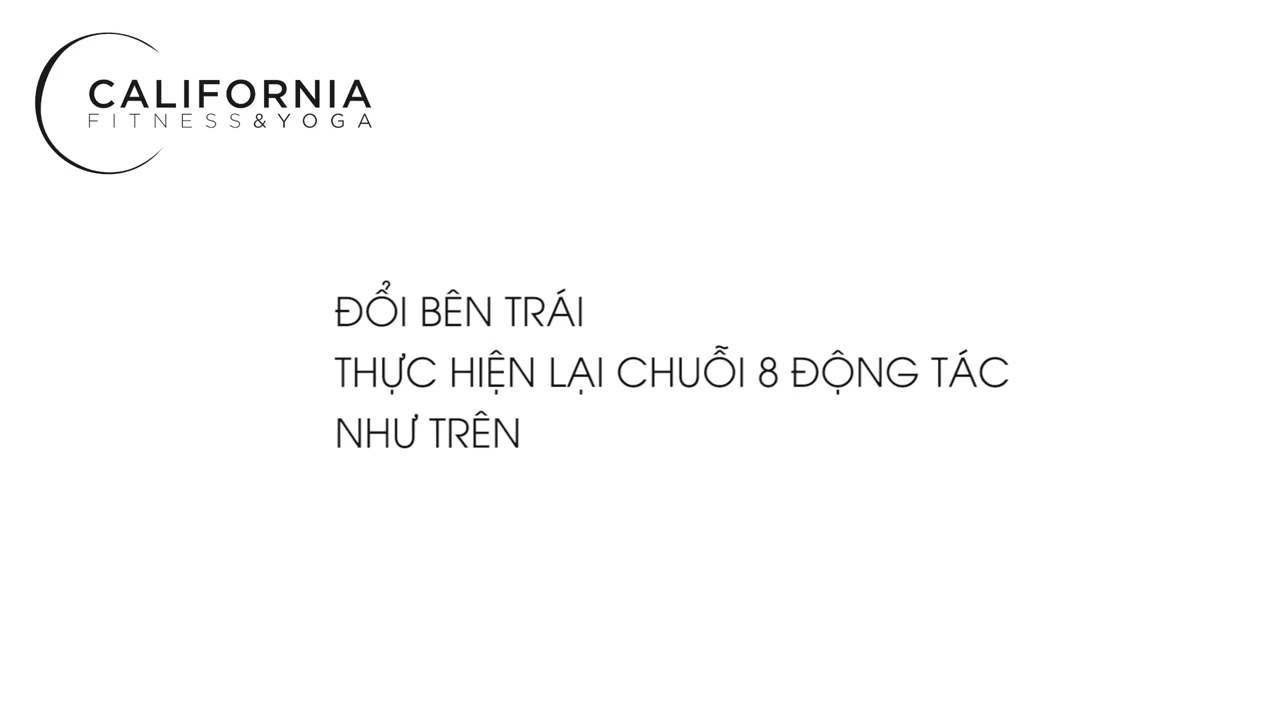 CALIFORNIA
FITNESS&YOGA
ĐỔI BÊN TRÁI
THỰC HIỆN LẠI CHUỖI 8 ĐỘNG TÁC
NHƯ TRÊN